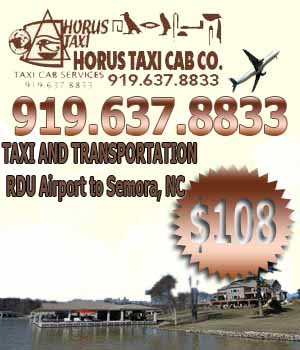 HORUS
TAXI
TAXI CAB SERVICES
919.637.8833
HORUS TAXI CAB CO.
919.637.8833
919.637.8833
TAXI AND TRANSPORTATION
RDU Airport to Semora, NC
$108